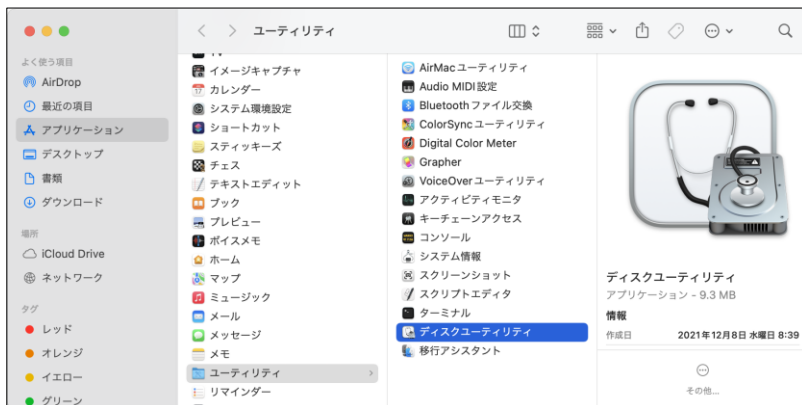 ユーティリティ
よく使う項目
AirDrop
最近の項目
アプリケーション
デスクトップ
書類
ダウンロード
場所
iCloud Drive
ネットワーク
タグ
レッド
オレンジ
イエロー
グリーン
イメージキャプチャ
カレンダー
システム環境設定
ショートカット
スティッキーズ
チェス
テキストエディット
ブック
プレビュー
ボイスメモ
ホーム
マップ
ミュージック
メール
メッセージ
メモ
ユーティリティ
リマインダー
AirMac ユーティリティ
Audio MIDI 設定
Bluetooth ファイル交換
ColorSync ユーティリティ
Digital Color Meter
Grapher
VoiceOver ユーティリティ
アクティビティモニタ
キーチェーンアクセス
コンソール
システム情報
スクリーンショット
スクリプトエディタ
ターミナル
ディスクユーティリティ
移行アシスタント
ディスクユーティリティ
アプリケーション - 9.3 MB
情報
作成日 2021年12月8日 水曜日 8:39
その他...